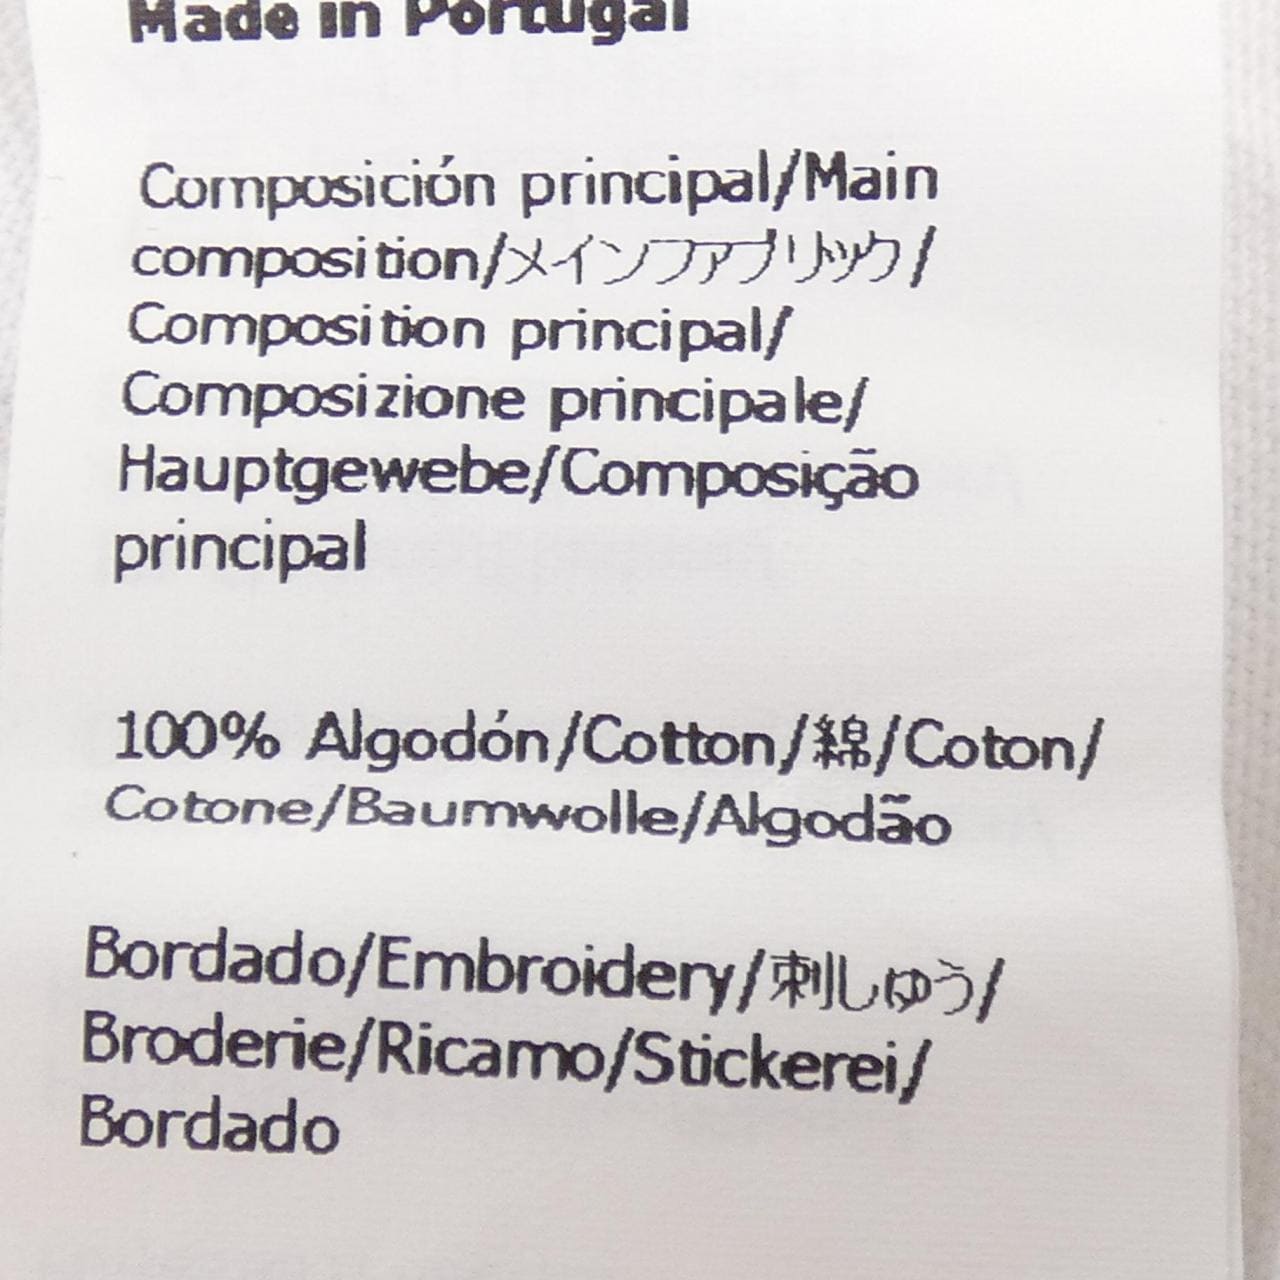 Made in Portugal
Composición principal/Main
composition/メインファブリック/
Composition principal/
Composizione principale/
Hauptgewebe/Composição
principal
100% Algodón/Cotton/綿/Coton/
Cotone/Baumwolle/Algodão
Bordado/Embroidery/刺しゅう/
Broderie/Ricamo/Stickerei/
Bordado